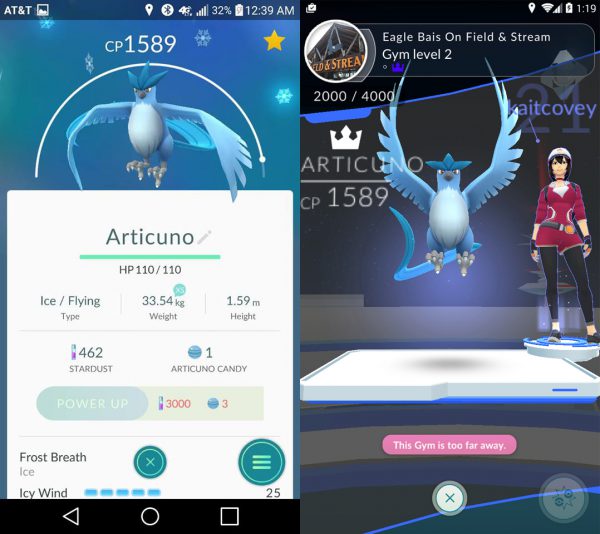 AT&T 4G 32% 12:39 AM
CP1589
Articuno
HP 110 / 110
Ice / Flying
Type
XS
33.54 kg
Weight
1.59 m
Height
462
STARDUST
1
ARTICUNO CANDY
POWER UP 3000 3
Frost Breath
Ice
Icy Wind 25
1:19
Eagle Bais On Field & Stream
Gym level 2
2000 / 4000
21
kaitcovey
ARTICUNO
CP 1589
This Gym is too far away.